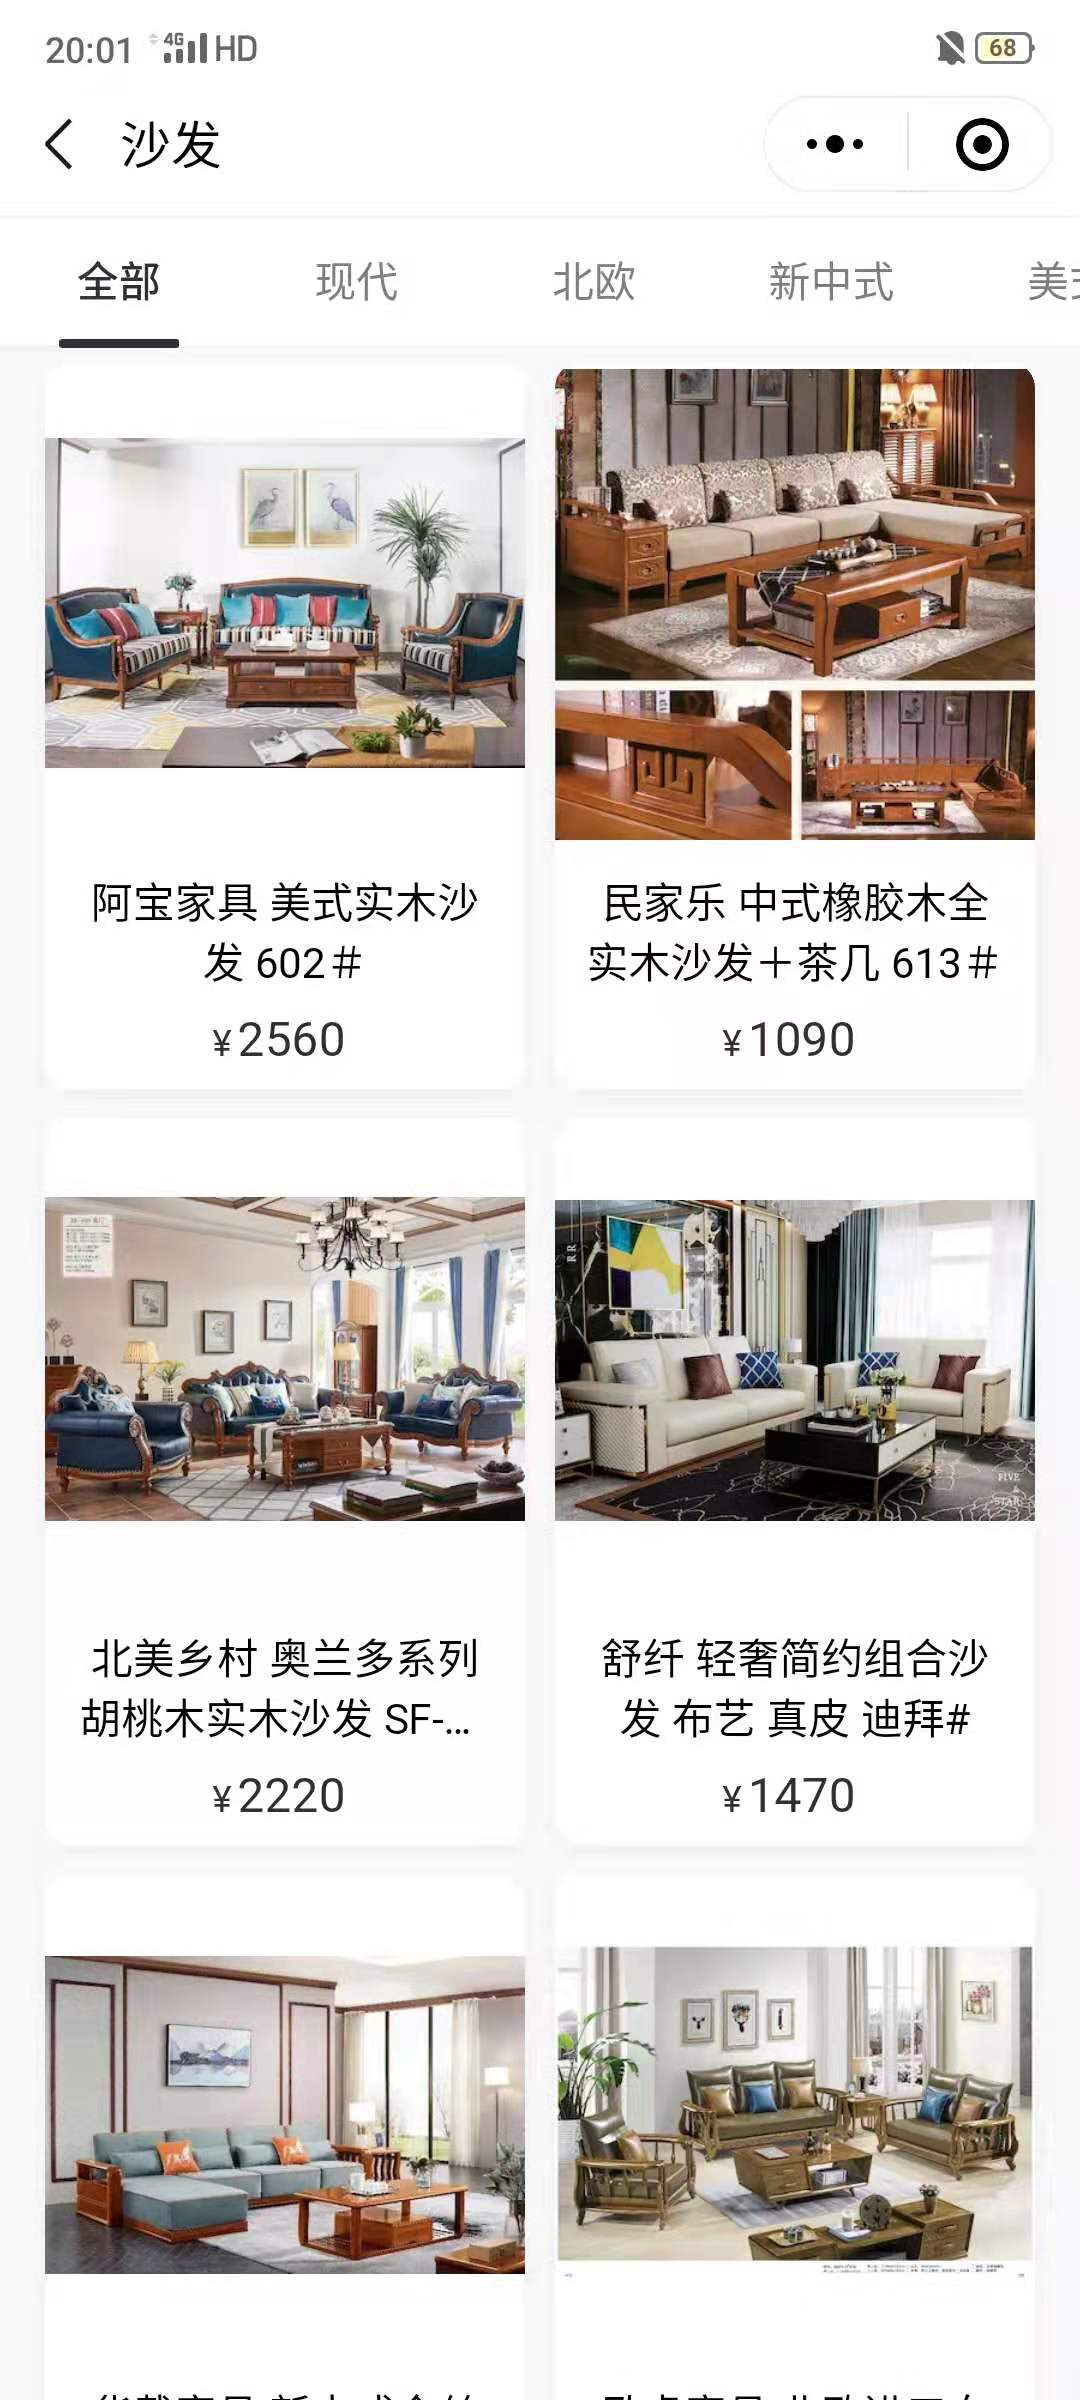 20:01 4G HD 68
沙发
全部 现代 北欧 新中式
阿宝家具 美式实木沙
发 602＃
¥2560
民家乐 中式橡胶木全
实木沙发＋茶几 613＃
¥1090
RR
FIVE
STAR
北美乡村 奥兰多系列
胡桃木实木沙发 SF-...
¥2220
舒纤 轻奢简约组合沙
发 布艺 真皮 迪拜#
¥1470